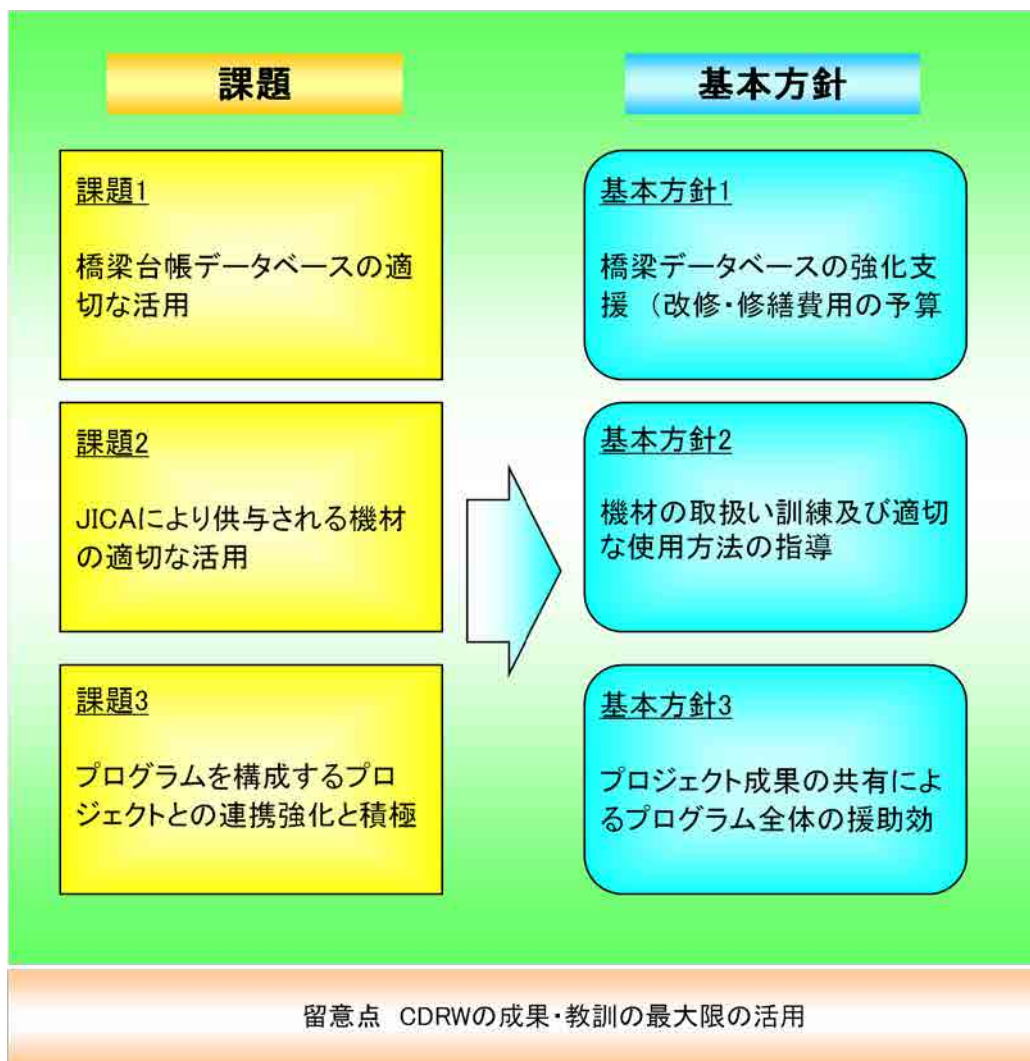 課題
基本方針
課題1
橋梁台帳データベースの適
切な活用
基本方針1
橋梁データベースの強化支
援 （改修・修繕費用の予算
課題2
JICAにより供与される機材
の適切な活用
基本方針2
機材の取扱い訓練及び適切
な使用方法の指導
課題3
プログラムを構成するプロ
ジェクトとの連携強化と積極
基本方針3
プロジェクト成果の共有によ
るプログラム全体の援助効
留意点 CDRWの成果・教訓の最大限の活用